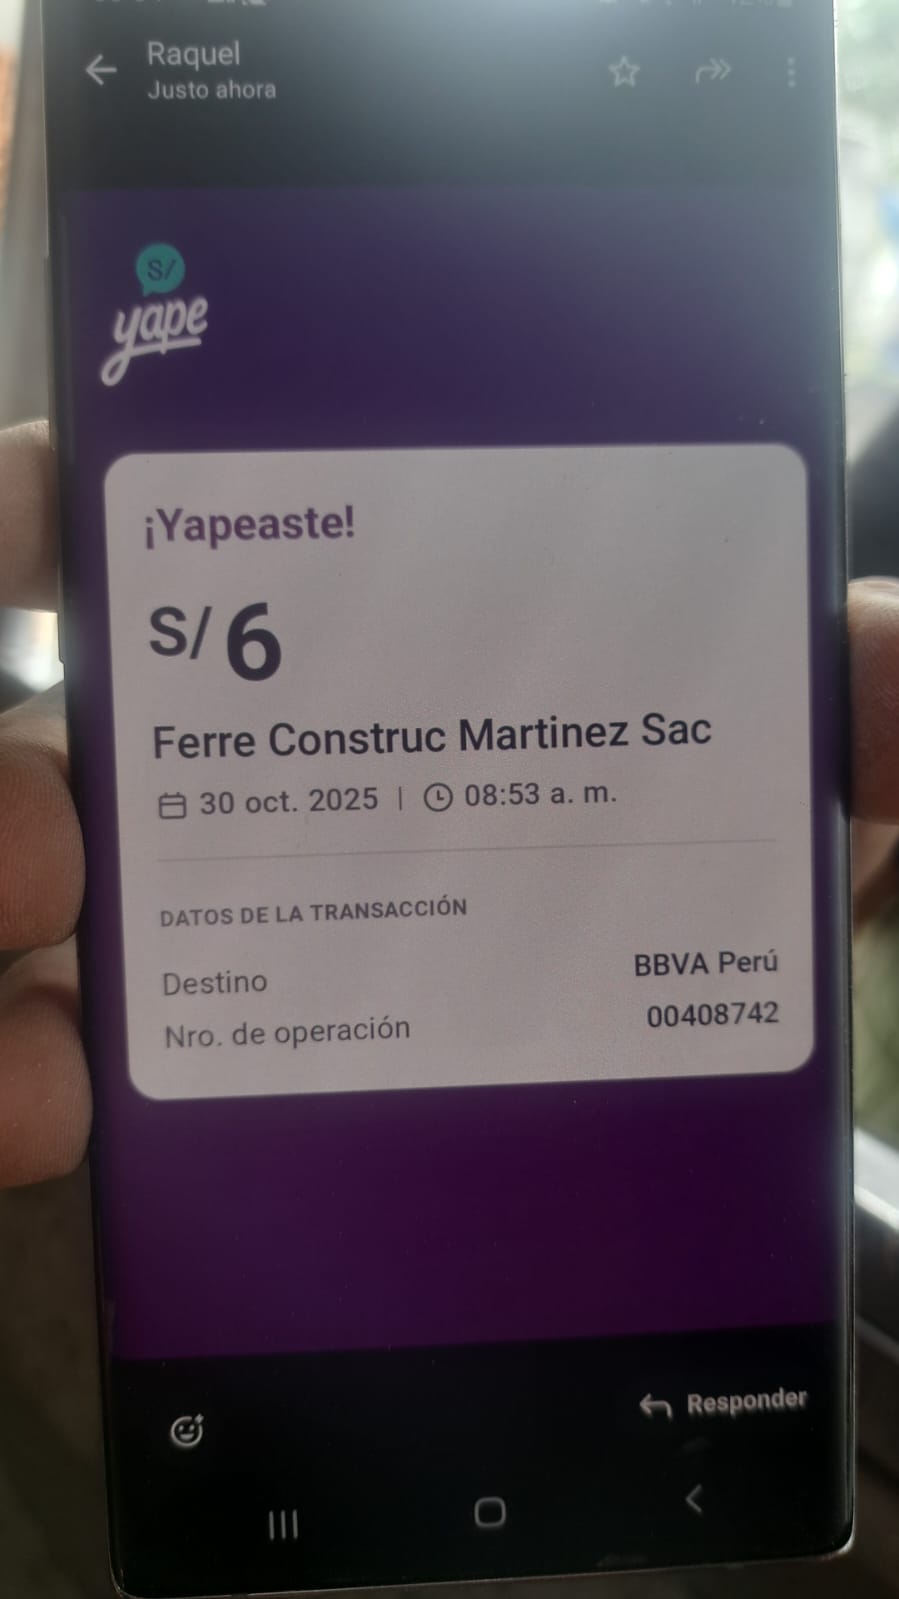 Raquel
Justo ahora
S/
yape
¡Yapeaste!
S/ 6
Ferre Construc Martinez Sac
30 oct. 2025 | 08:53 a. m.
DATOS DE LA TRANSACCIÓN
Destino BBVA Perú
Nro. de operación 00408742
Responder